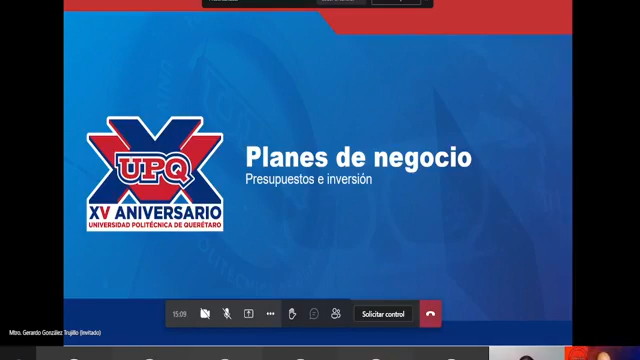 UPQ
XV ANIVERSARIO
UNIVERSIDAD POLITÉCNICA DE QUERÉTARO
Planes de negocio
Presupuestos e inversión
15:09
Solicitar control
Mtro. Gerardo González Trujillo (Invitado)